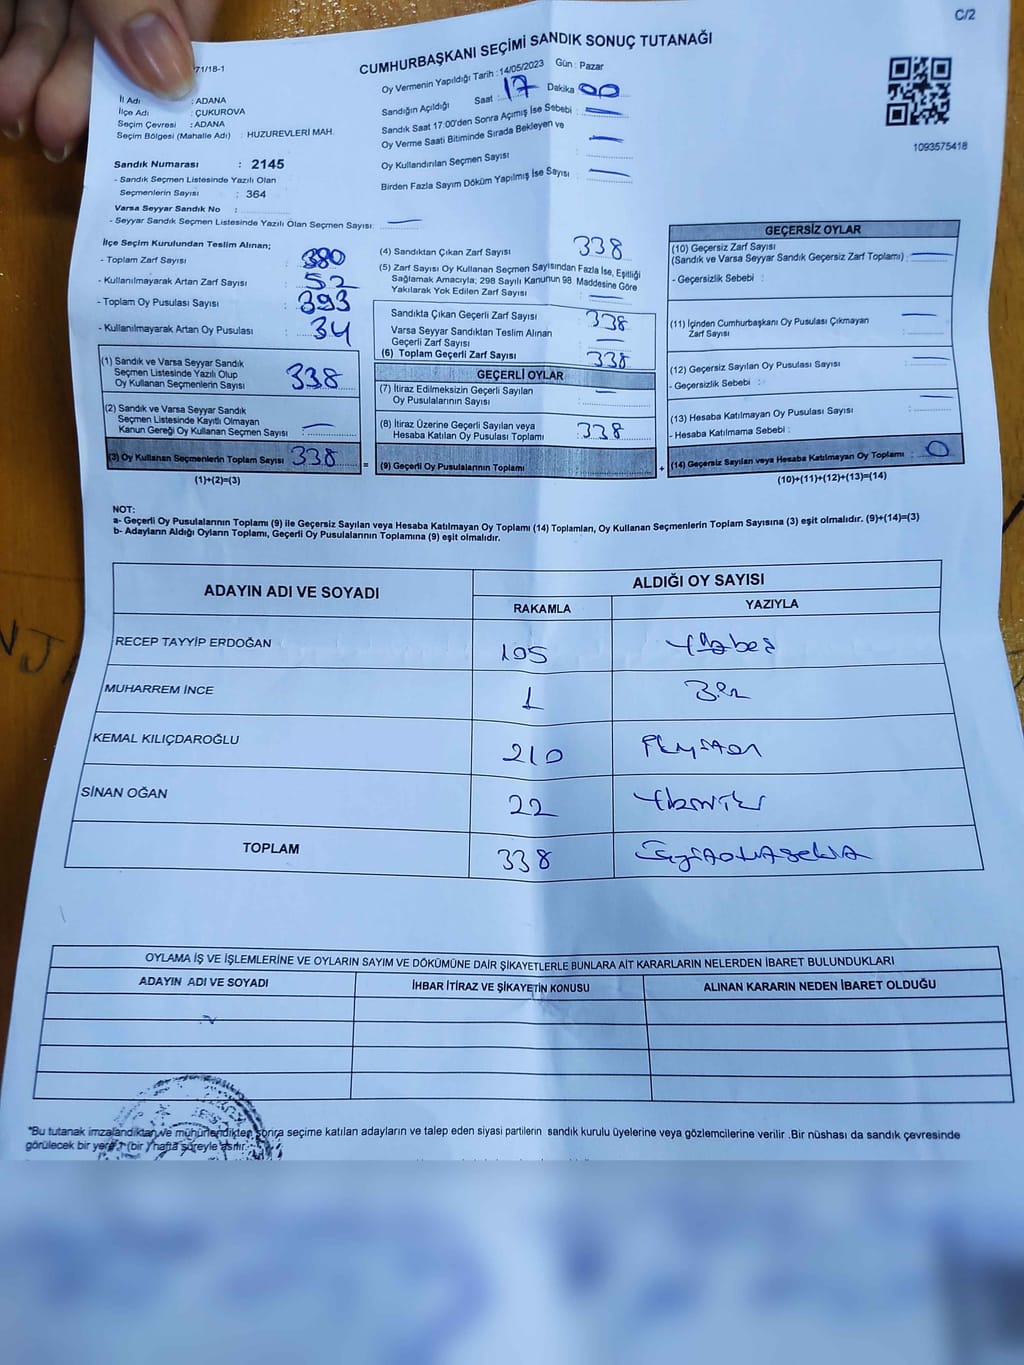 C/2
71/18-1
CUMHURBAŞKANI SEÇİMİ SANDIK SONUÇ TUTANAĞI
İl Adı : ADANA
İlçe Adı : ÇUKUROVA
Seçim Çevresi : ADANA
Seçim Bölgesi (Mahalle Adı) : HUZUREVLERİ MAH.
Sandık Numarası : 2145
- Sandık Seçmen Listesinde Yazılı Olan
Seçmenlerin Sayısı : 364
Varsa Seyyar Sandık No :
- Seyyar Sandık Seçmen Listesinde Yazılı Olan Seçmen Sayısı:
Oy Vermenin Yapıldığı Tarih : 14/05/2023 Gün : Pazar
Sandığın Açıldığı Saat : 17 Dakika 00
Sandık Saat 17:00'den Sonra Açımış İse Sebebi :
Oy Verme Saati Bitiminde Sırada Bekleyen ve
Oy Kullandırılan Seçmen Sayısı
Birden Fazla Sayım Döküm Yapılmış İse Sayısı
1093575418
İlçe Seçim Kurulundan Teslim Alınan;
- Toplam Zarf Sayısı : 380
- Kullanılmayarak Artan Zarf Sayısı : 52
- Toplam Oy Pusulası Sayısı : 393
- Kullanılmayarak Artan Oy Pusulası : 34
(1) Sandık ve Varsa Seyyar Sandık
Seçmen Listesinde Yazılı Olup
Oy Kullanan Seçmenlerin Sayısı 338
(2) Sandık ve Varsa Seyyar Sandık
Seçmen Listesinde Kayıtlı Olmayan
Kanun Gereği Oy Kullanan Seçmen Sayısı :
(3) Oy Kullanan Seçmenlerin Toplam Sayısı 338
(1)+(2)=(3)
=
(4) Sandıktan Çıkan Zarf Sayısı 338
(5) Zarf Sayısı Oy Kullanan Seçmen Sayısından Fazla İse, Eşitliği
Sağlamak Amacıyla; 298 Sayılı Kanunun 98. Maddesine Göre
Yakılarak Yok Edilen Zarf Sayısı
Sandıkta Çıkan Geçerli Zarf Sayısı : 338
Varsa Seyyar Sandıktan Teslim Alınan
Geçerli Zarf Sayısı
(6) Toplam Geçerli Zarf Sayısı 338
GEÇERLİ OYLAR
(7) İtiraz Edilmeksizin Geçerli Sayılan
Oy Pusulalarının Sayısı
(8) İtiraz Üzerine Geçerli Sayılan veya
Hesaba Katılan Oy Pusulası Toplamı : 338
(9) Geçerli Oy Pusulalarının Toplamı
+
GEÇERSİZ OYLAR
(10) Geçersiz Zarf Sayısı
(Sandık ve Varsa Seyyar Sandık Geçersiz Zarf Toplamı) :
- Geçersizlik Sebebi :
(11) İçinden Cumhurbaşkanı Oy Pusulası Çıkmayan
Zarf Sayısı
(12) Geçersiz Sayılan Oy Pusulası Sayısı
- Geçersizlik Sebebi :
(13) Hesaba Katılmayan Oy Pusulası Sayısı
- Hesaba Katılmama Sebebi :
(14) Geçersiz Sayılan veya Hesaba Katılmayan Oy Toplamı : 0
(10)+(11)+(12)+(13)=(14)
NOT:
a- Geçerli Oy Pusulalarının Toplamı (9) ile Geçersiz Sayılan veya Hesaba Katılmayan Oy Toplamı (14) Toplamları, Oy Kullanan Seçmenlerin Toplam Sayısına (3) eşit olmalıdır. (9)+(14)=(3)
b- Adayların Aldığı Oyların Toplamı, Geçerli Oy Pusulalarının Toplamına (9) eşit olmalıdır.
ADAYIN ADI VE SOYADI
ALDIĞI OY SAYISI
RAKAMLA YAZIYLA
RECEP TAYYİP ERDOĞAN 105 Yüzbeş
MUHARREM İNCE 1 Bir
KEMAL KILIÇDAROĞLU 210 İkiyüzon
SİNAN OĞAN 22 Yirmiiki
TOPLAM 338
OYLAMA İŞ VE İŞLEMLERİNE VE OYLARIN SAYIM VE DÖKÜMÜNE DAİR ŞİKAYETLERLE BUNLARA AİT KARARLARIN NELERDEN İBARET BULUNDUKLARI
ADAYIN ADI VE SOYADI İHBAR İTİRAZ VE ŞİKAYETİN KONUSU ALINAN KARARIN NEDEN İBARET OLDUĞU
*Bu tutanak imzalandıktan ve mühürlendikten sonra seçime katılan adayların ve talep eden siyasi partilerin sandık kurulu üyelerine veya gözlemcilerine verilir .Bir nüshası da sandık çevresinde
görülecek bir yere 1 (bir) hafta süreyle asılır.